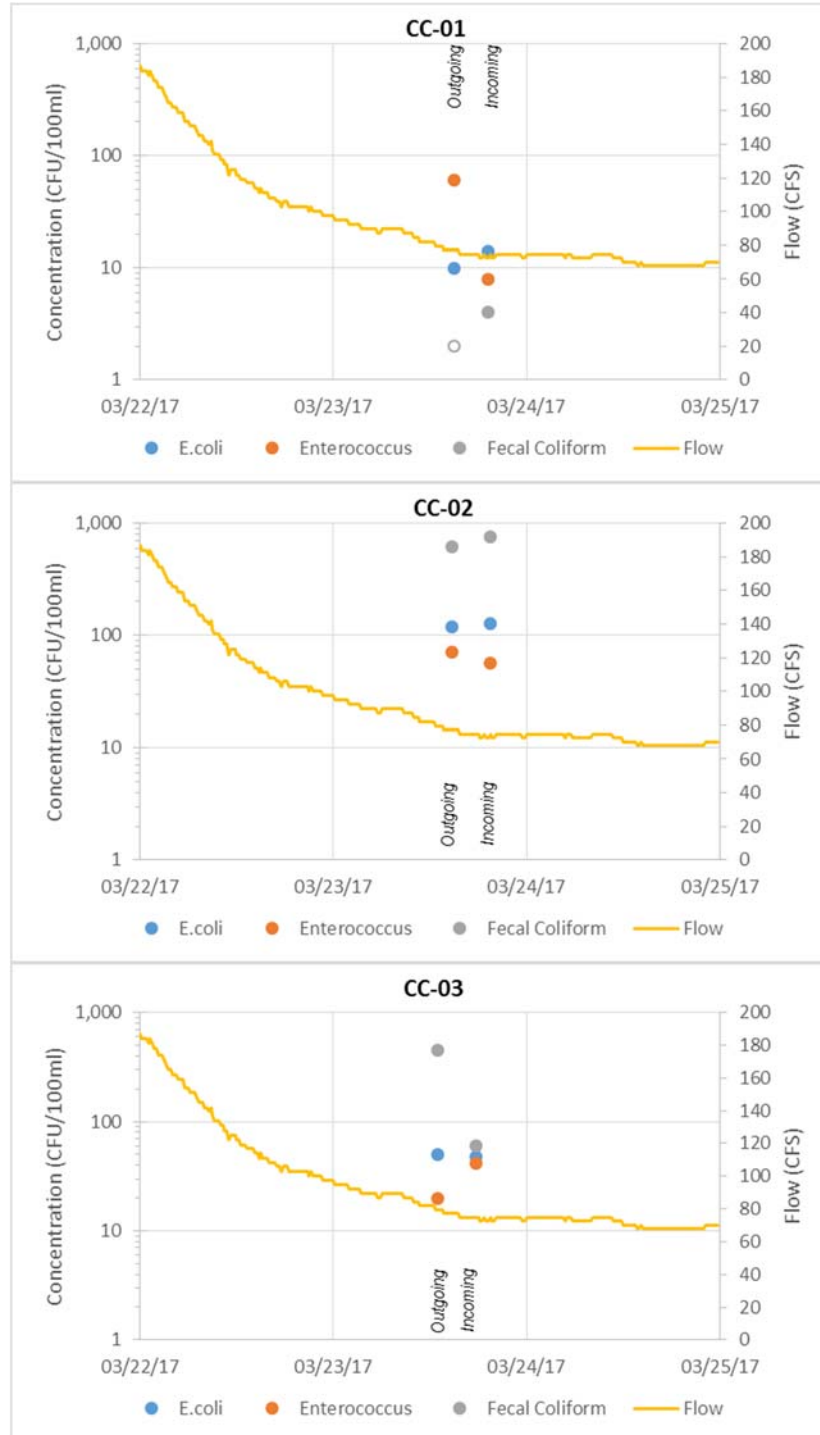 CC-01
Concentration (CFU/100ml)
1,000
100
10
1
Outgoing
Incoming
200
180
160
140
120
100
80
60
40
20
0
Flow (CFS)
03/22/17 03/23/17 03/24/17 03/25/17
E.coli Enterococcus Fecal Coliform Flow
CC-02
Concentration (CFU/100ml)
1,000
100
10
1
Outgoing
Incoming
200
180
160
140
120
100
80
60
40
20
0
Flow (CFS)
03/22/17 03/23/17 03/24/17 03/25/17
E.coli Enterococcus Fecal Coliform Flow
CC-03
Concentration (CFU/100ml)
1,000
100
10
1
Outgoing
Incoming
200
180
160
140
120
100
80
60
40
20
0
Flow (CFS)
03/22/17 03/23/17 03/24/17 03/25/17
E.coli Enterococcus Fecal Coliform Flow